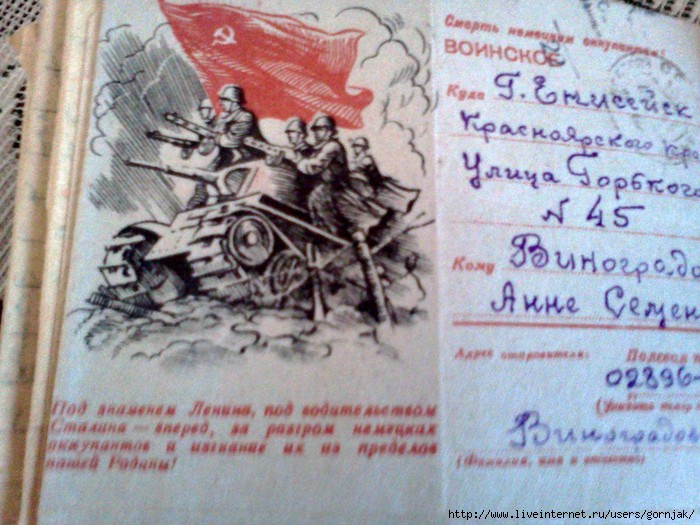 Смерть немецким оккупантам!
ВОИНСКОЕ
Куда Г. Енисейск
Красноярского кра
Улица Горького
N 45
Кому Виноградо
Анне Семен
Адрес отправителя: Полевая п
02896-
(Укажите
Виноградов
(Фамилия, имя и отчество)
Под знаменем Ленина, под водительством
Сталина — вперед, за разгром немецких
оккупантов и изгнание их из пределов
нашей Родины!
http://www.liveinternet.ru/users/gornjak/